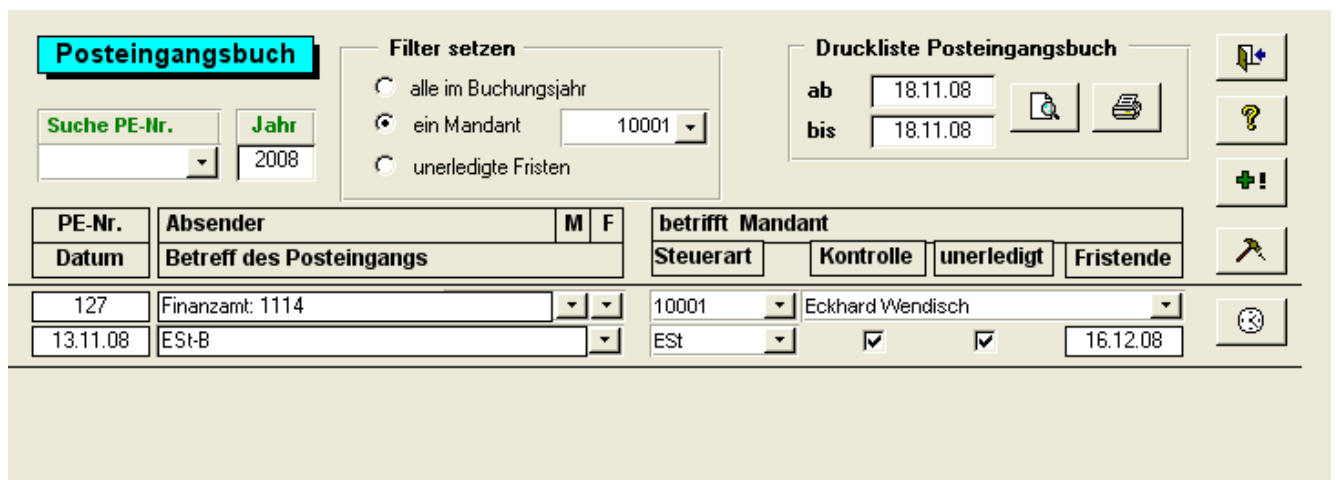 Posteingangsbuch
Suche PE-Nr. Jahr
2008
Filter setzen
alle im Buchungsjahr
ein Mandant 10001
unerledigte Fristen
Druckliste Posteingangsbuch
ab 18.11.08
bis 18.11.08
PE-Nr. Absender M F betrifft Mandant
Datum Betreff des Posteingangs Steuerart Kontrolle unerledigt Fristende
127 Finanzamt: 1114 10001 Eckhard Wendisch
13.11.08 ESt-B ESt 16.12.08